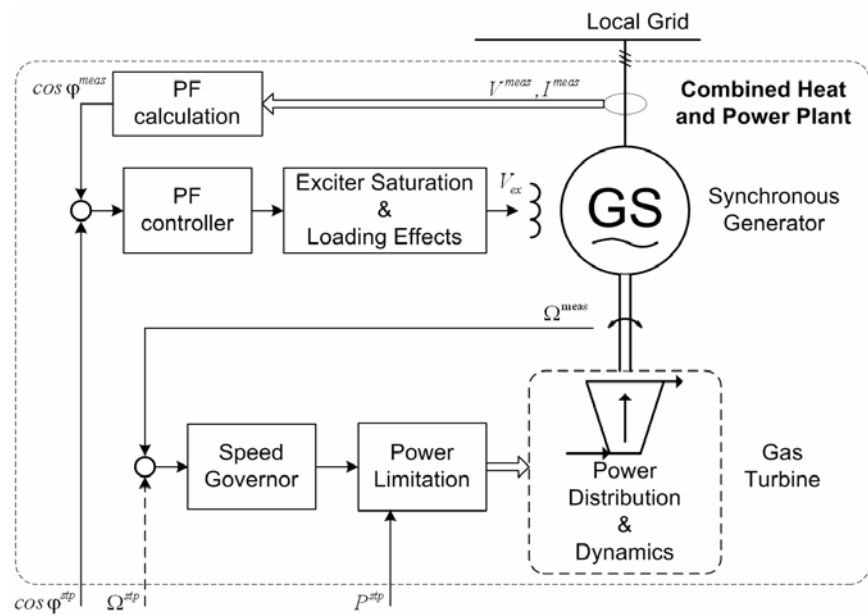 Local Grid
cos φ^meas
PF
calculation
V^meas, I^meas
Combined Heat
and Power Plant
PF
controller
Exciter Saturation
&
Loading Effects
V_ex
GS
Synchronous
Generator
Ω^meas
Speed
Governor
Power
Limitation
Power
Distribution
&
Dynamics
Gas
Turbine
cos φ^stp
Ω^stp
P^stp